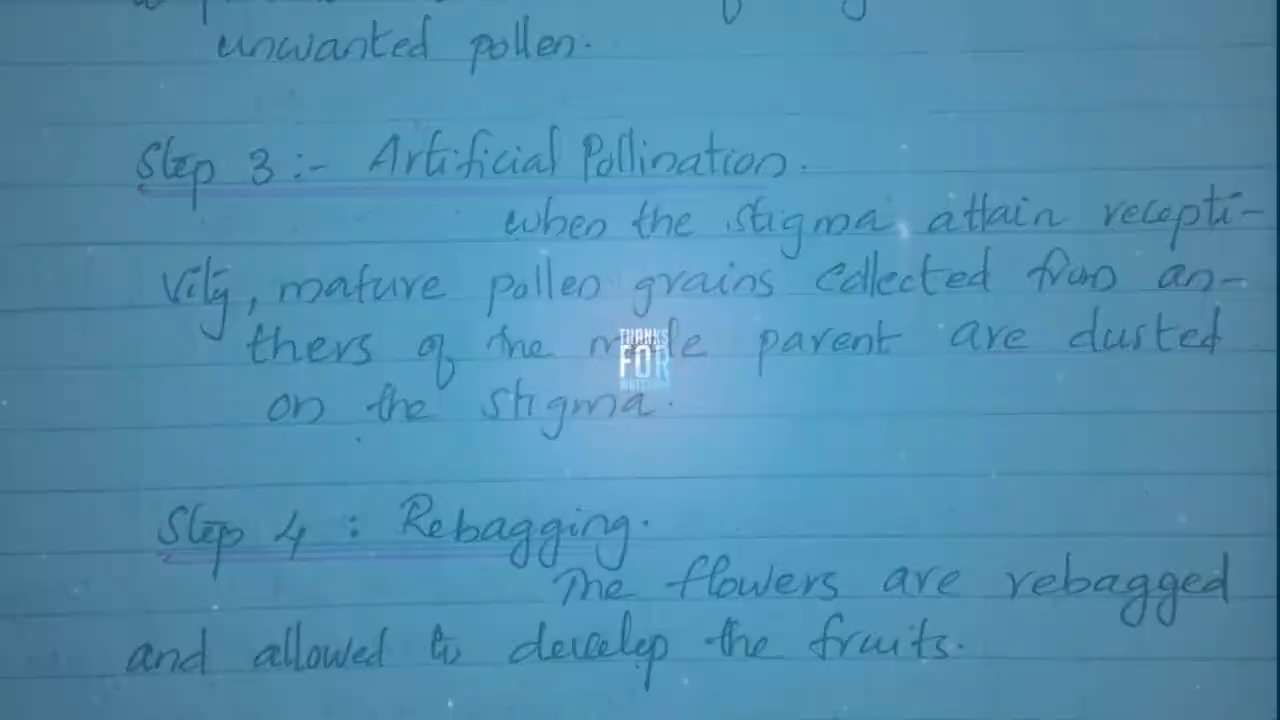 unwanted pollen.
Step 3 :- Artificial Pollination.
when the stigma attain recepti-
vity, mature pollen grains collected from an-
thers of the male parent are dusted
THANKS
FOR
on the stigma.
Step 4 : Rebagging.
The flowers are rebagged
and allowed to develop the fruits.